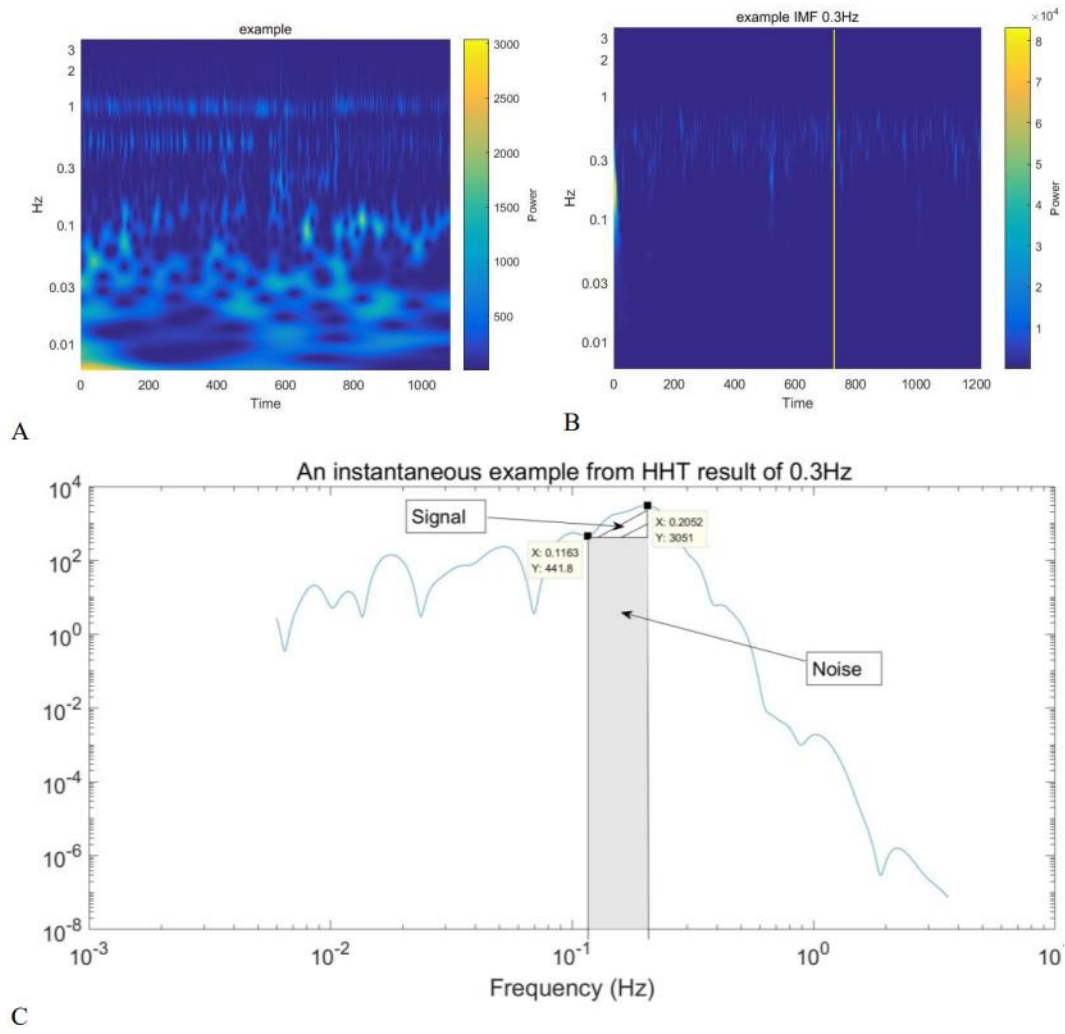 example
3
2
1
0.3
0.1
0.03
0.01
Hz
0 200 400 600 800 1000
Time
3000
2500
2000
1500
1000
500
Power
A
example IMF 0.3Hz
3
2
1
0.3
0.1
0.03
0.01
Hz
0 200 400 600 800 1000 1200
Time
×10⁴
8
7
6
5
4
3
2
1
Power
B
An instantaneous example from HHT result of 0.3Hz
10⁴
10²
10⁰
10⁻²
10⁻⁴
10⁻⁶
10⁻⁸
Signal
X: 0.1163
Y: 441.8
X: 0.2052
Y: 3051
Noise
10⁻³ 10⁻² 10⁻¹ 10⁰ 10
Frequency (Hz)
C